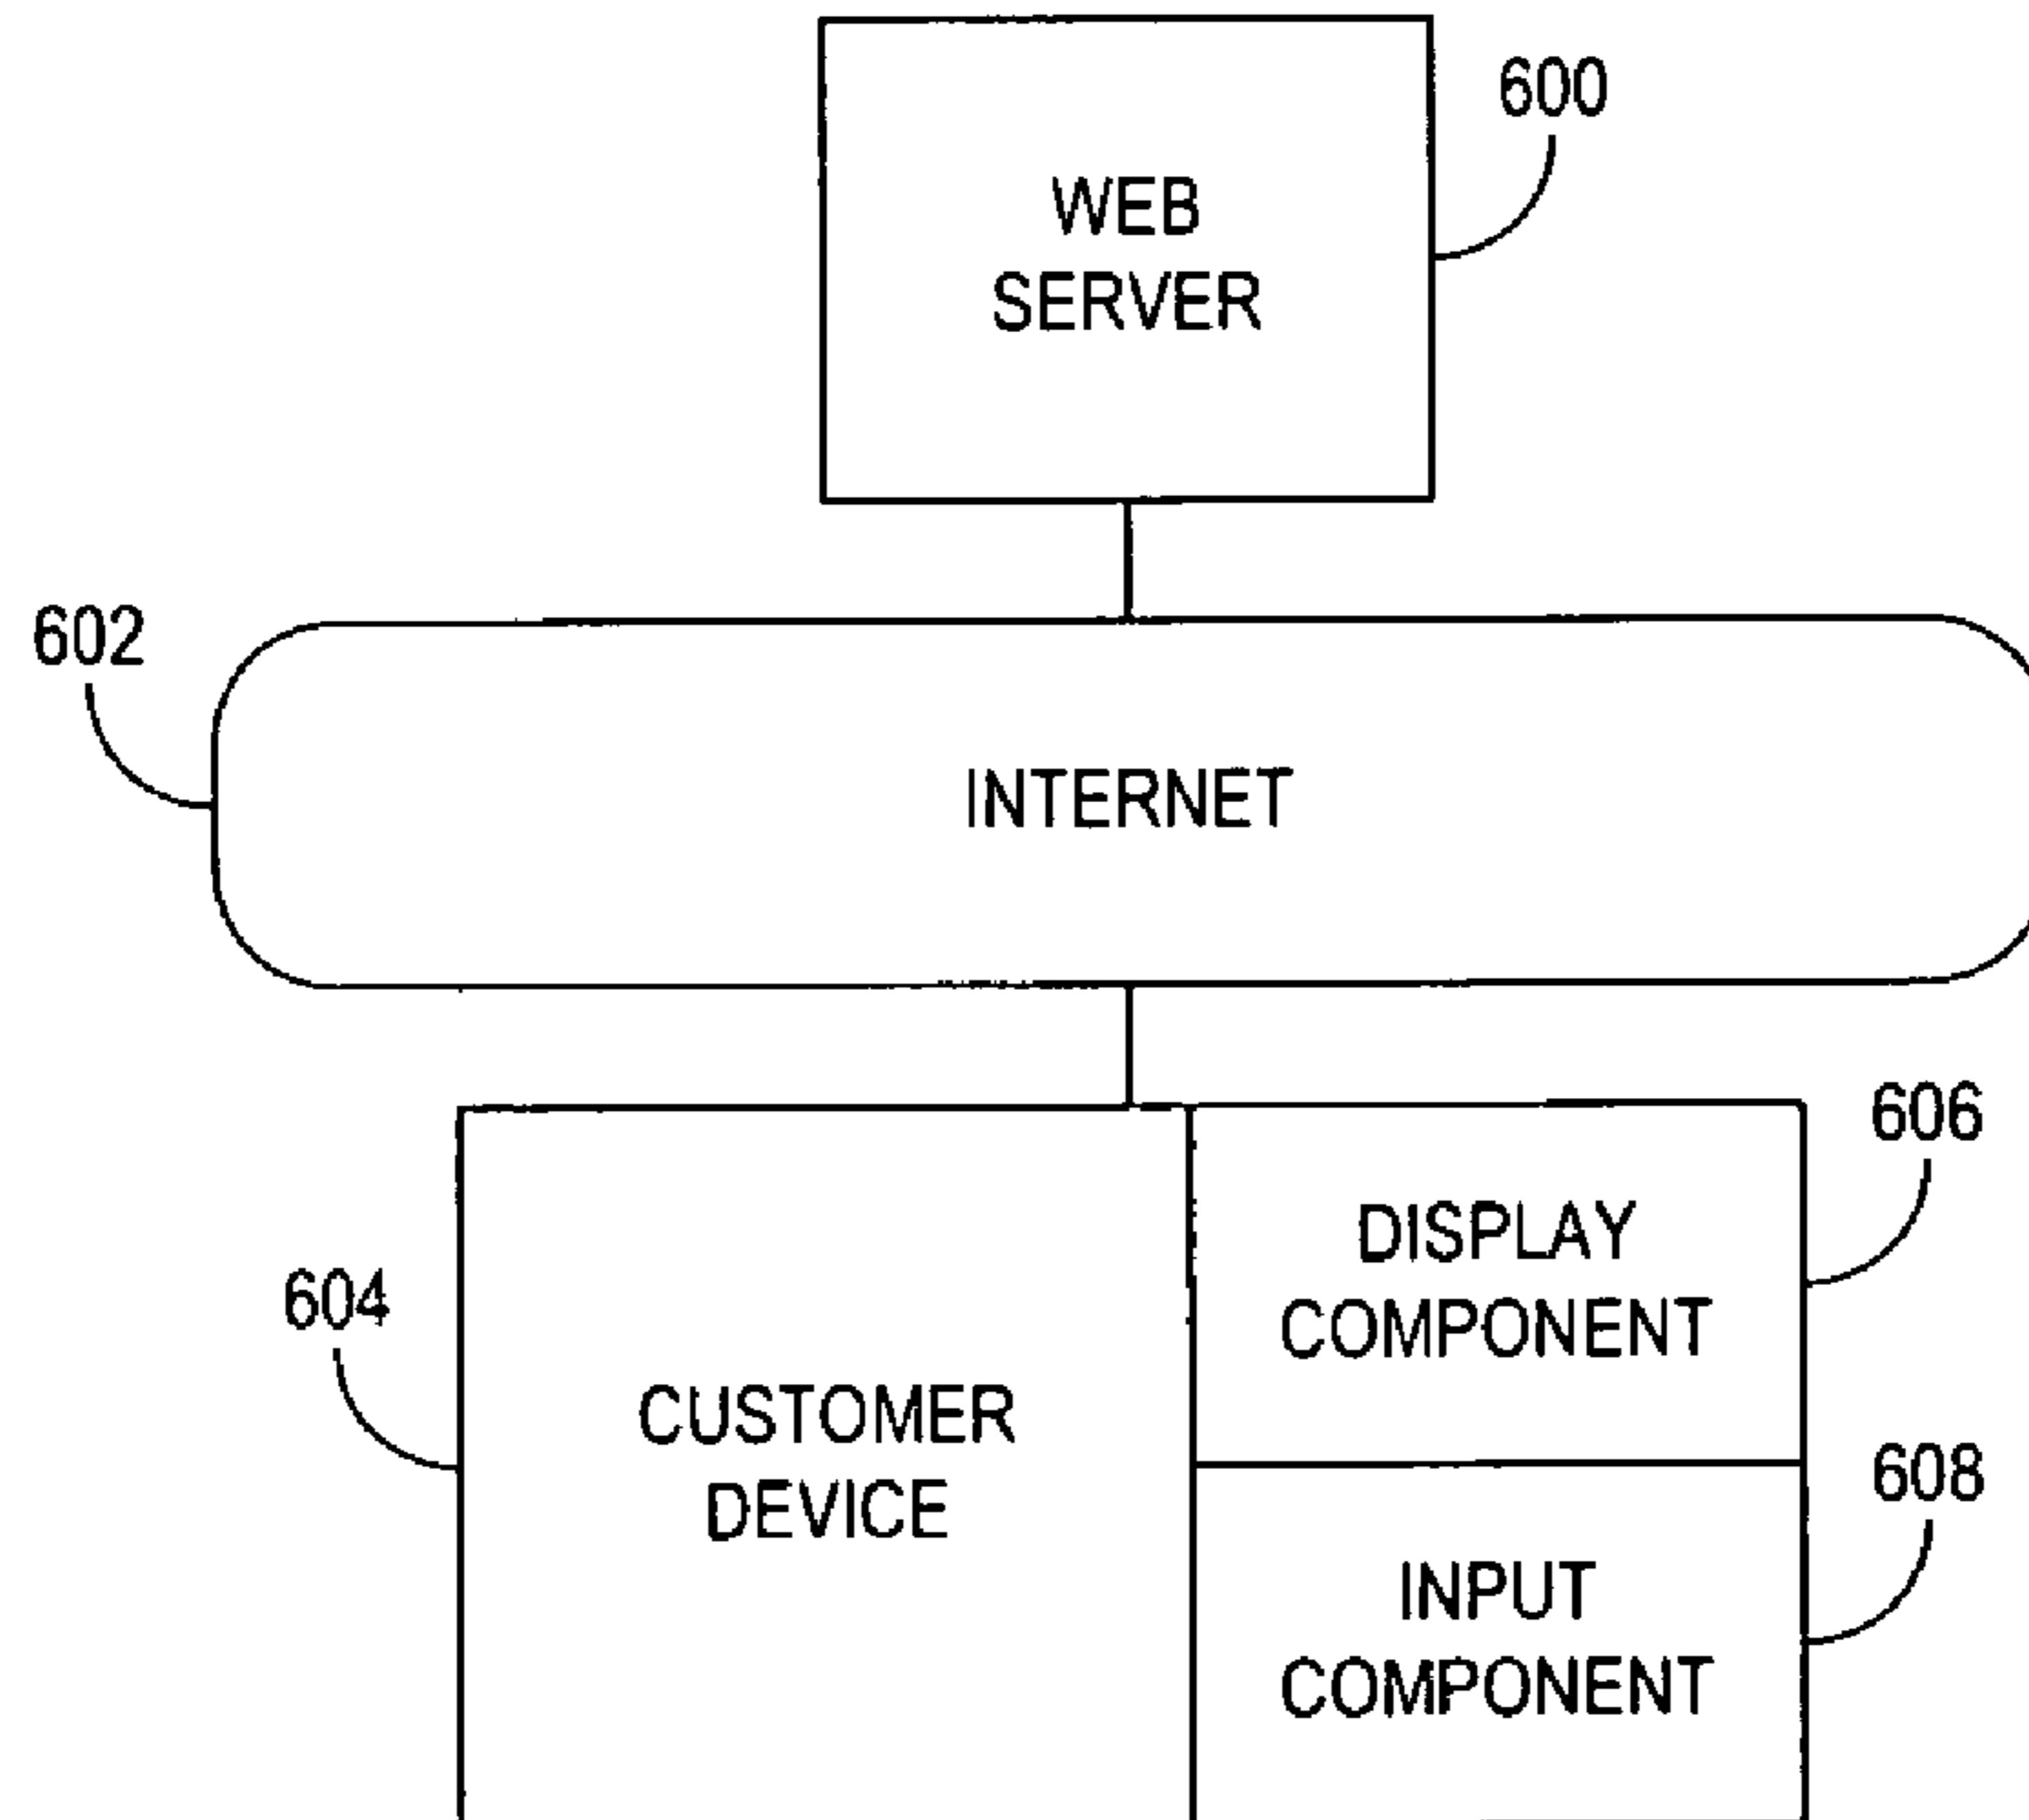 600
WEB
SERVER
602
INTERNET
606
DISPLAY
COMPONENT
604
CUSTOMER
DEVICE
608
INPUT
COMPONENT